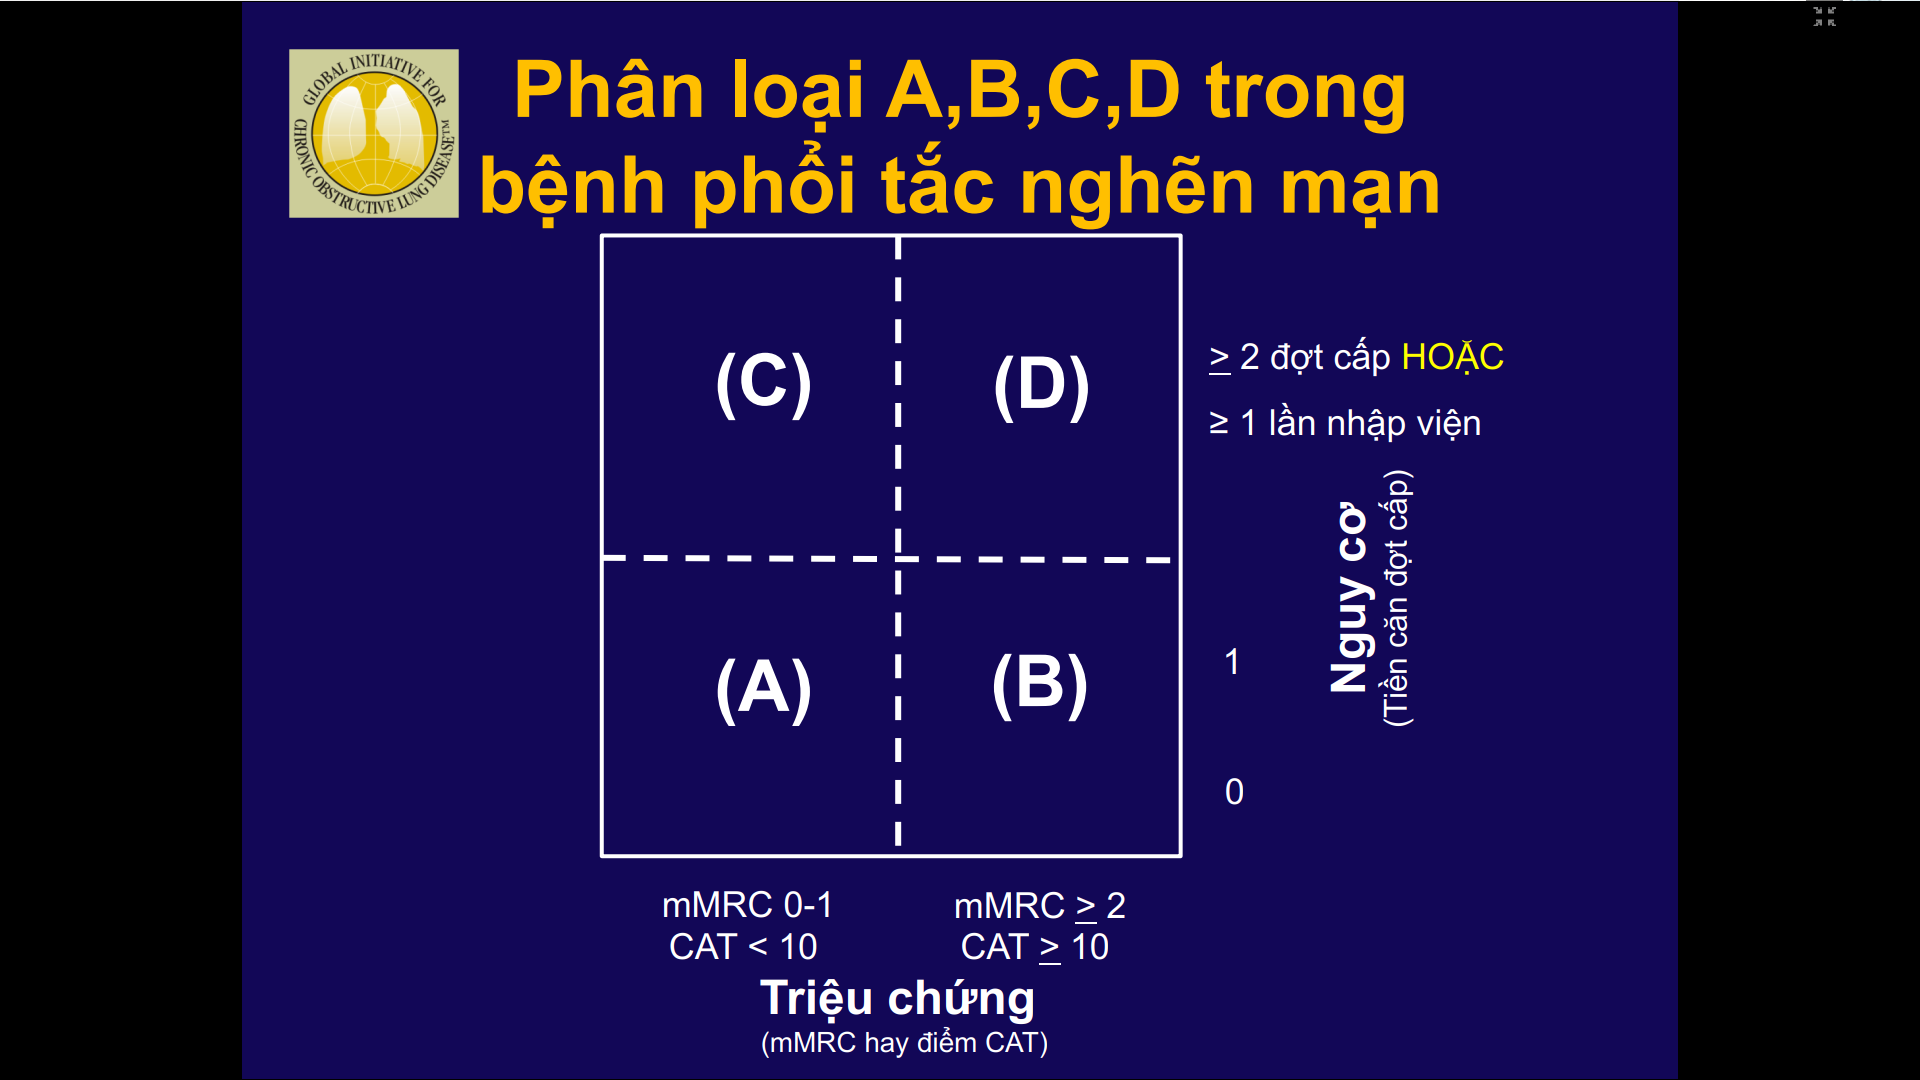 GLOBAL INITIATIVE FOR
CHRONIC OBSTRUCTIVE LUNG DISEASE™
Phân loại A,B,C,D trong
bệnh phổi tắc nghẽn mạn
(C)
(D)
≥ 2 đợt cấp HOẶC
≥ 1 lần nhập viện
(A)
(B)
1
0
Nguy cơ
(Tiền căn đợt cấp)
mMRC 0-1
CAT < 10
mMRC ≥ 2
CAT ≥ 10
Triệu chứng
(mMRC hay điểm CAT)